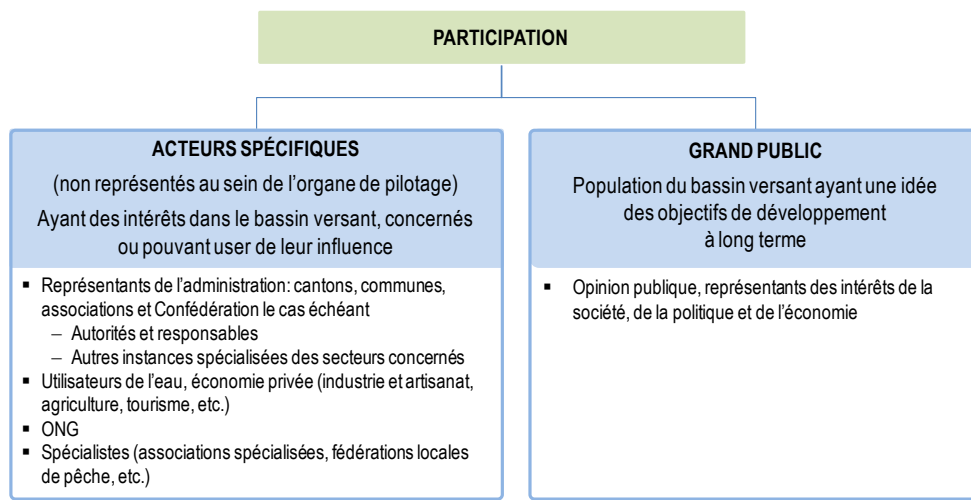 PARTICIPATION
ACTEURS SPÉCIFIQUES
(non représentés au sein de l’organe de pilotage)
Ayant des intérêts dans le bassin versant, concernés
ou pouvant user de leur influence
▪ Représentants de l’administration: cantons, communes,
associations et Confédération le cas échéant
– Autorités et responsables
– Autres instances spécialisées des secteurs concernés
▪ Utilisateurs de l’eau, économie privée (industrie et artisanat,
agriculture, tourisme, etc.)
▪ ONG
▪ Spécialistes (associations spécialisées, fédérations locales
de pêche, etc.)
GRAND PUBLIC
Population du bassin versant ayant une idée
des objectifs de développement
à long terme
▪ Opinion publique, représentants des intérêts de la
société, de la politique et de l’économie